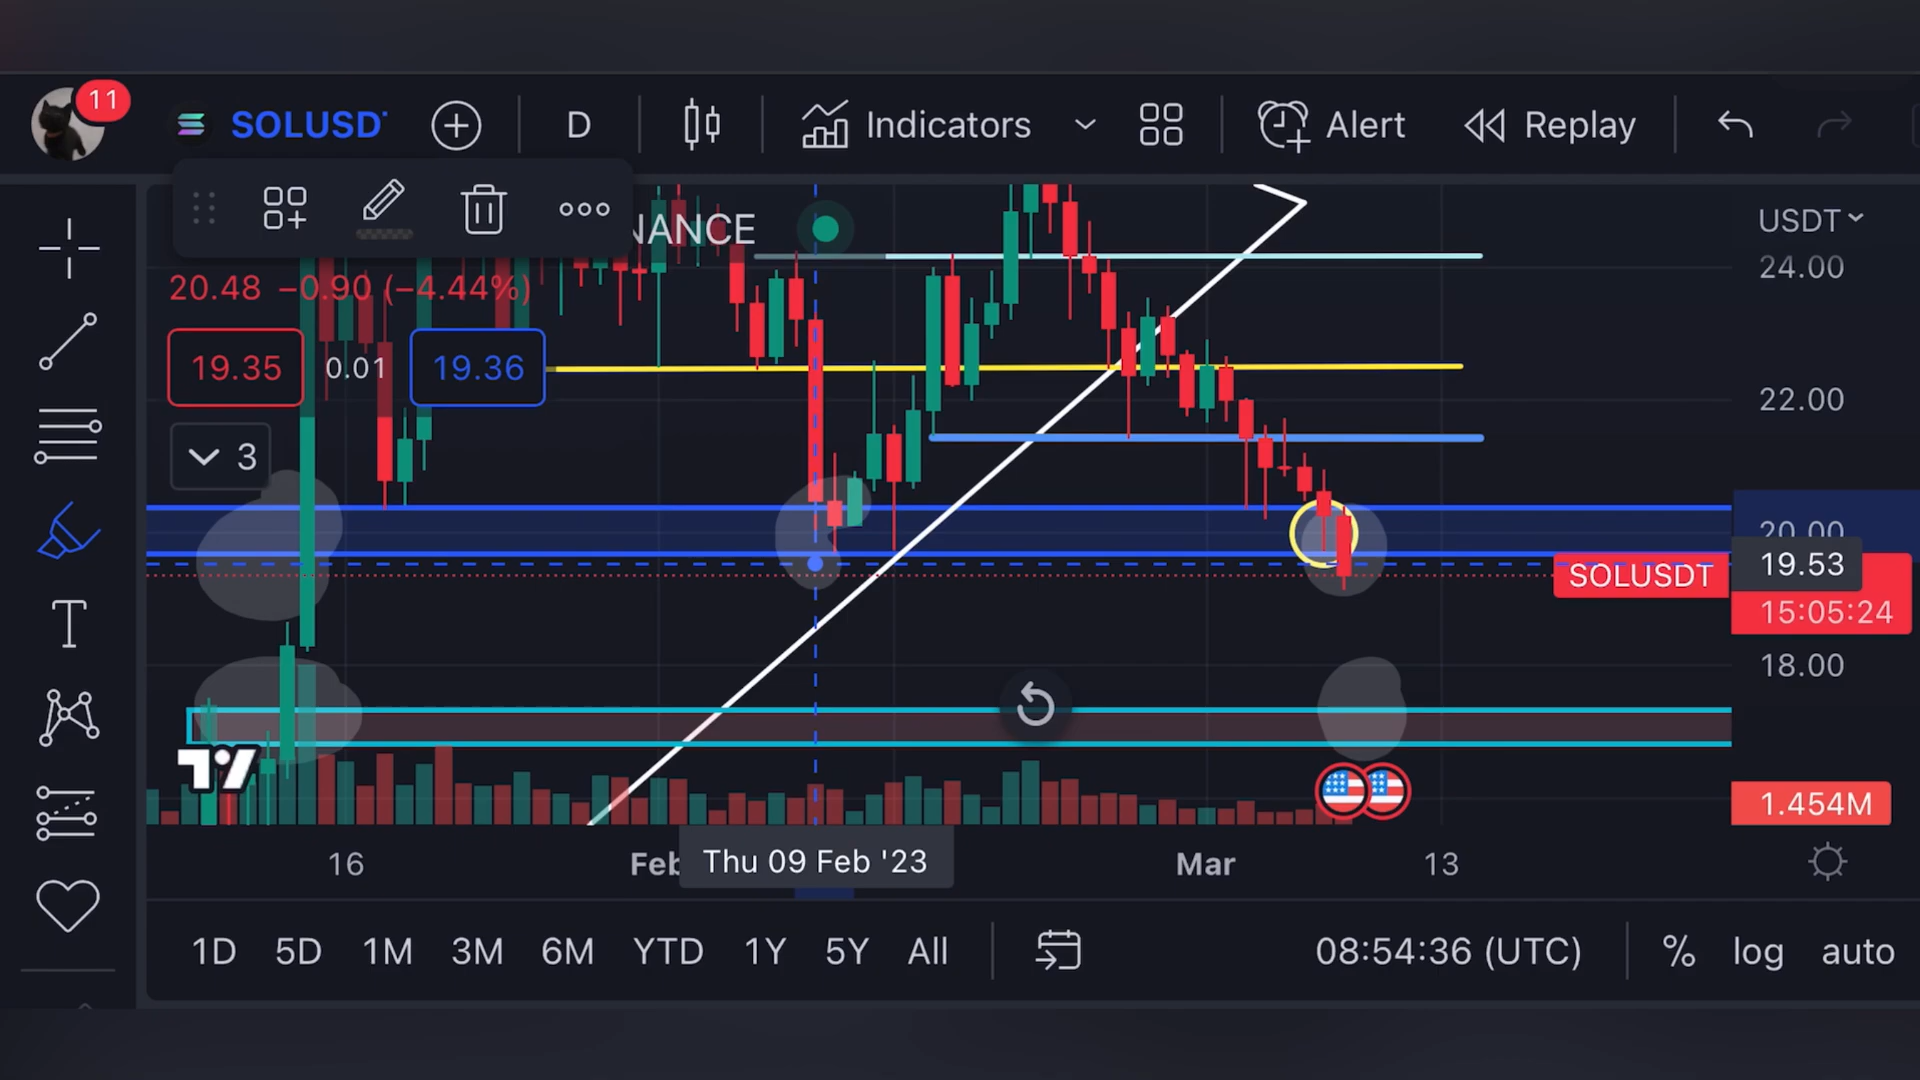 11
SOLUSD D Indicators Alert Replay
NANCE
USDT
24.00
20.48 −0.90 (−4.44%)
19.35 0.01 19.36
22.00
3
20.00
SOLUSDT 19.53
15:05:24
18.00
1.454M
16 Feb Thu 09 Feb '23 Mar 13
1D 5D 1M 3M 6M YTD 1Y 5Y All 08:54:36 (UTC) % log auto